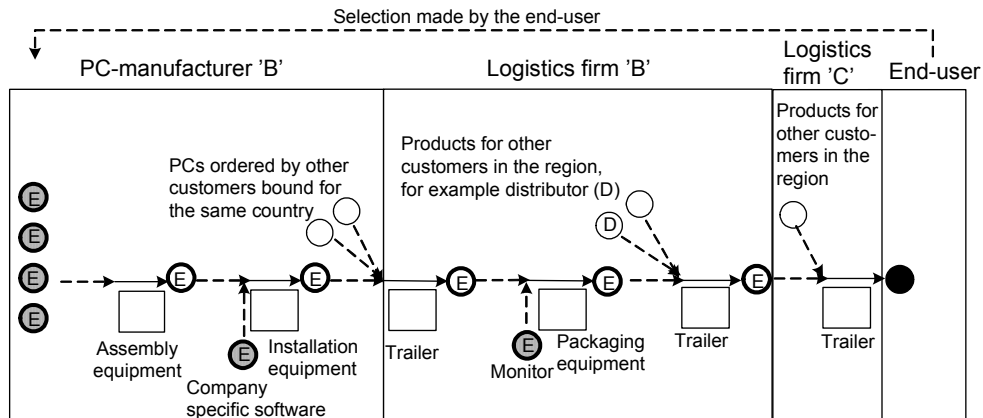 Selection made by the end-user
PC-manufacturer 'B'
Logistics firm 'B'
Logistics
firm 'C'
End-user
PCs ordered by other
customers bound for
the same country
Products for other
customers in the region,
for example distributor (D)
Products for
other custo-
mers in the
region
E
E
E
E
E
E
E
E
E
D
Assembly
equipment
E
Company
specific software
Installation
equipment
Trailer
E
Monitor
Packaging
equipment
Trailer
Trailer